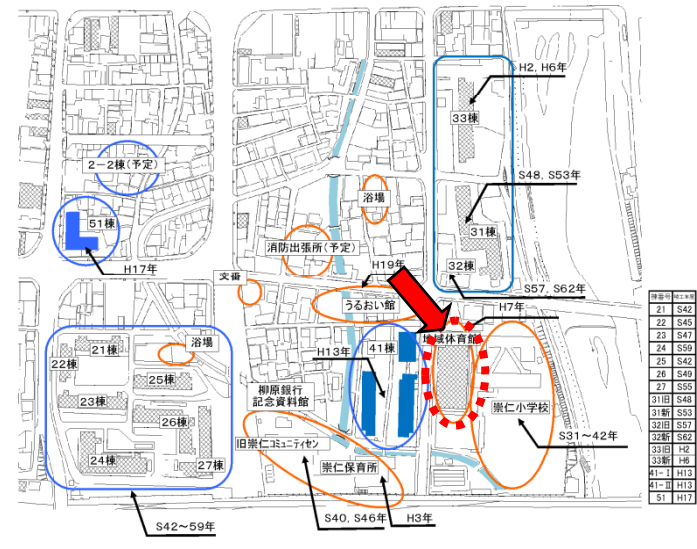 H2, H6年
33棟
2－2棟(予定)
S48, S53年
浴場
51棟
31棟
消防出張所(予定)
32棟
H17年
H19年
交番
S57, S62年
うるおい館
H7年
地域体育館
浴場
21棟
22棟
25棟
23棟
26棟
24棟
27棟
41棟
H13年
柳原銀行
記念資料館
崇仁小学校
旧崇仁コミュニティセン
崇仁保育所
S31～42年
S42～59年
S40, S46年
H3年
棟番号 竣工年度
21 S42
22 S45
23 S47
24 S59
25 S42
26 S49
27 S55
31旧 S48
31新 S53
32旧 S57
32新 S62
33旧 H2
33新 H6
41-Ⅰ H13
41-Ⅱ H13
51 H17